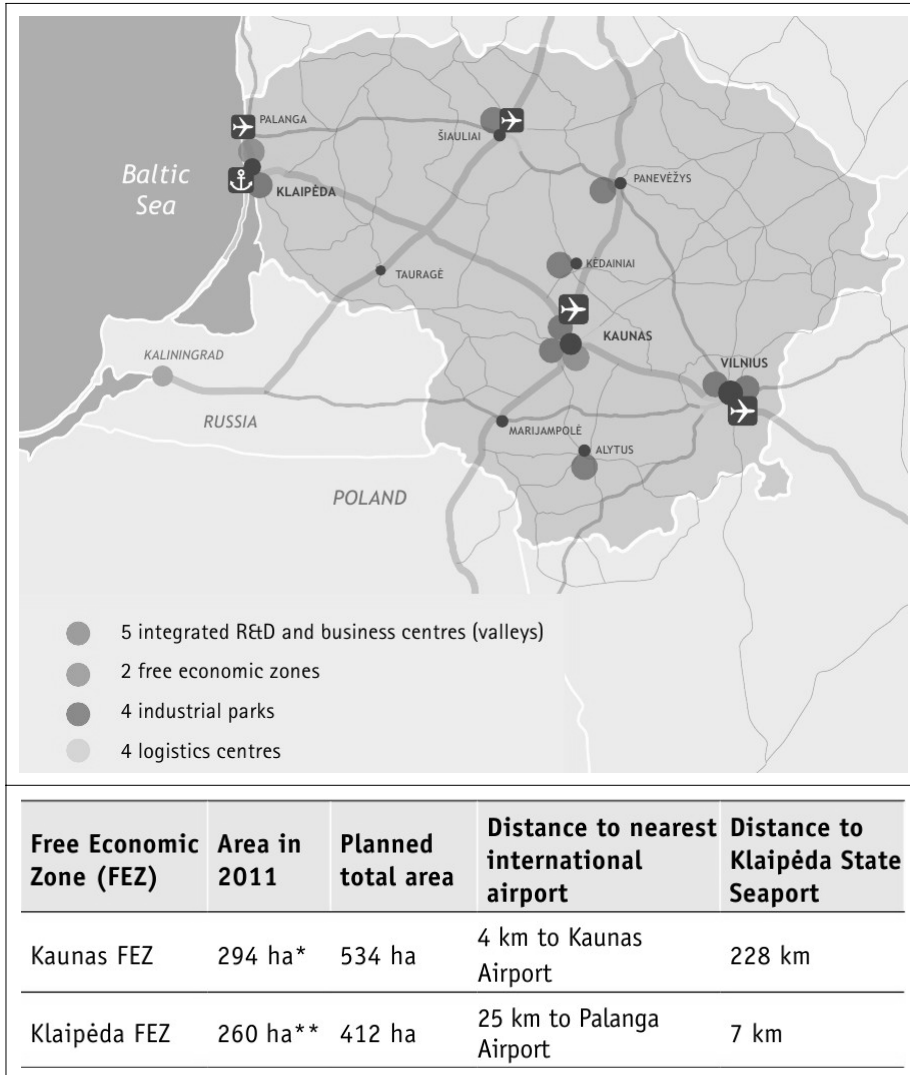 PALANGA
ŠIAULIAI
Baltic
Sea
KLAIPĖDA
PANEVĖŽYS
TAURAGĖ
KĖDAINIAI
KAUNAS
KALININGRAD
VILNIUS
RUSSIA
MARIJAMPOLĖ
ALYTUS
POLAND
5 integrated R&D and business centres (valleys)
2 free economic zones
4 industrial parks
4 logistics centres
Free Economic Zone (FEZ) | Area in 2011 | Planned total area | Distance to nearest international airport | Distance to Klaipėda State Seaport
Kaunas FEZ | 294 ha* | 534 ha | 4 km to Kaunas Airport | 228 km
Klaipėda FEZ | 260 ha** | 412 ha | 25 km to Palanga Airport | 7 km